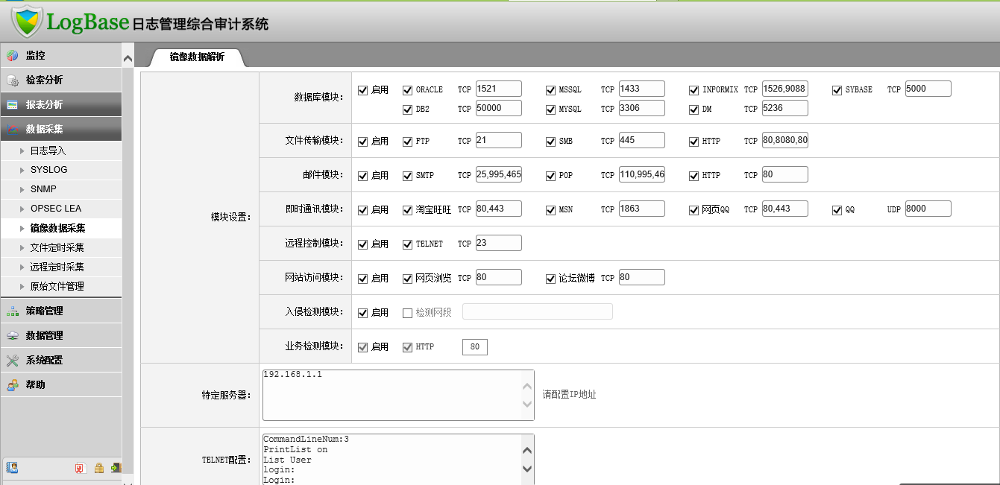 LogBase 日志管理综合审计系统
镜像数据解析
监控
检索分析
报表分析
数据采集
日志导入
SYSLOG
SNMP
OPSEC LEA
镜像数据采集
文件定时采集
远程定时采集
原始文件管理
策略管理
数据管理
系统配置
帮助
模块设置:
数据库模块: 启用 ORACLE TCP 1521 MSSQL TCP 1433 INFORMIX TCP 1526,9088 SYBASE TCP 5000
DB2 TCP 50000 MYSQL TCP 3306 DM TCP 5236
文件传输模块: 启用 FTP TCP 21 SMB TCP 445 HTTP TCP 80,8080,80
邮件模块: 启用 SMTP TCP 25,995,465 POP TCP 110,995,46 HTTP TCP 80
即时通讯模块: 启用 淘宝旺旺 TCP 80,443 MSN TCP 1863 网页QQ TCP 80,443 QQ UDP 8000
远程控制模块: 启用 TELNET TCP 23
网站访问模块: 启用 网页浏览 TCP 80 论坛微博 TCP 80
入侵检测模块: 启用 检测网段
业务检测模块: 启用 HTTP 80
特定服务器: 192.168.1.1 请配置IP地址
TELNET配置:
CommandLineNum:3
PrintList on
List User
login:
Login: